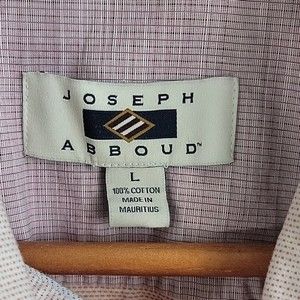 JOSEPH
ABBOUD™
L
100% COTTON
MADE IN
MAURITIUS